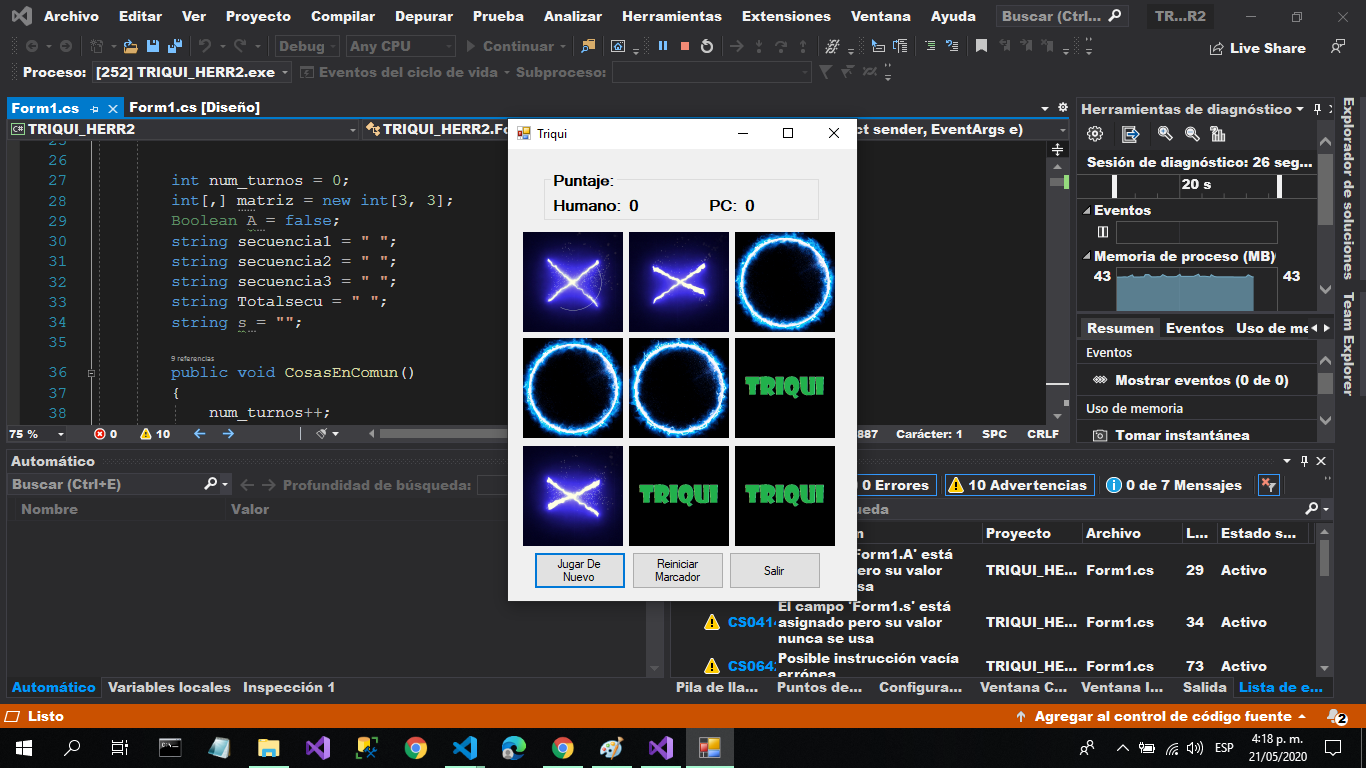 Archivo Editar Ver Proyecto Compilar Depurar Prueba Analizar Herramientas Extensiones Ventana Ayuda Buscar (Ctrl... TR...R2
Debug Any CPU Continuar Live Share
Proceso: [252] TRIQUI_HERR2.exe Eventos del ciclo de vida Subproceso:
Form1.cs Form1.cs [Diseño]
TRIQUI_HERR2 TRIQUI_HERR2.Fo ct sender, EventArgs e)
25
26
27 int num_turnos = 0;
28 int[,] matriz = new int[3, 3];
29 Boolean A = false;
30 string secuencia1 = " ";
31 string secuencia2 = " ";
32 string secuencia3 = " ";
33 string Totalsecu = " ";
34 string s = "";
35
9 referencias
36 public void CosasEnComun()
37 {
38 num_turnos++;
75 % 0 10 887 Carácter: 1 SPC CRLF
Triqui
Puntaje:
Humano: 0 PC: 0
TRIQUI
TRIQUI TRIQUI
Jugar De Nuevo
Reiniciar Marcador
Salir
Herramientas de diagnóstico
Sesión de diagnóstico: 26 seg...
20 s
Eventos
Memoria de proceso (MB)
43 43
Resumen Eventos Uso de me
Eventos
Mostrar eventos (0 de 0)
Uso de memoria
Tomar instantánea
Explorador de soluciones
Team Explorer
Automático
Buscar (Ctrl+E) Profundidad de búsqueda:
Nombre Valor
Automático Variables locales Inspección 1
0 Errores 10 Advertencias 0 de 7 Mensajes
ueda
n Proyecto Archivo L... Estado s...
Form1.A' está
pero su valor TRIQUI_HE... Form1.cs 29 Activo
sa
El campo 'Form1.s' está
CS0414 asignado pero su valor TRIQUI_HE... Form1.cs 34 Activo
nunca se usa
CS064 Posible instrucción vacía TRIQUI_HE... Form1.cs 73 Activo
errónea
Pila de lla... Puntos de... Configura... Ventana C... Ventana I... Salida Lista de e...
Listo Agregar al control de código fuente 2
ESP 4:18 p. m.
21/05/2020